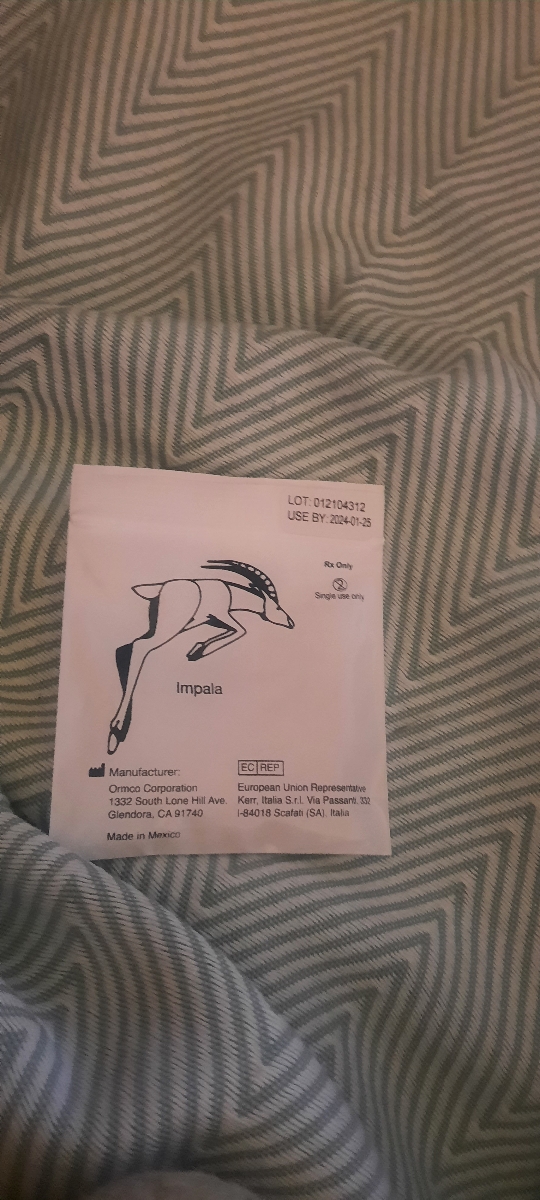 LOT: 012104312
USE BY: 2024-01-25
Rx Only
2
Single use only
Impala
Manufacturer:
Ormco Corporation
1332 South Lone Hill Ave.
Glendora, CA 91740
Made in Mexico
EC REP
European Union Representative
Kerr, Italia S.r.l. Via Passanti, 332
I-84018 Scafati (SA), Italia